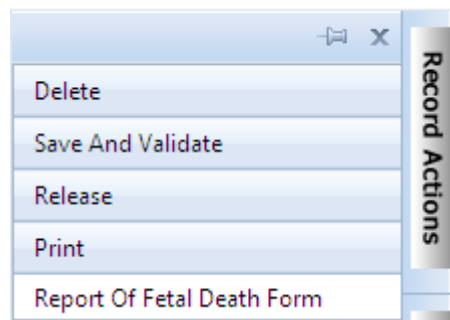 Delete
Save And Validate
Release
Print
Report Of Fetal Death Form
Record Actions